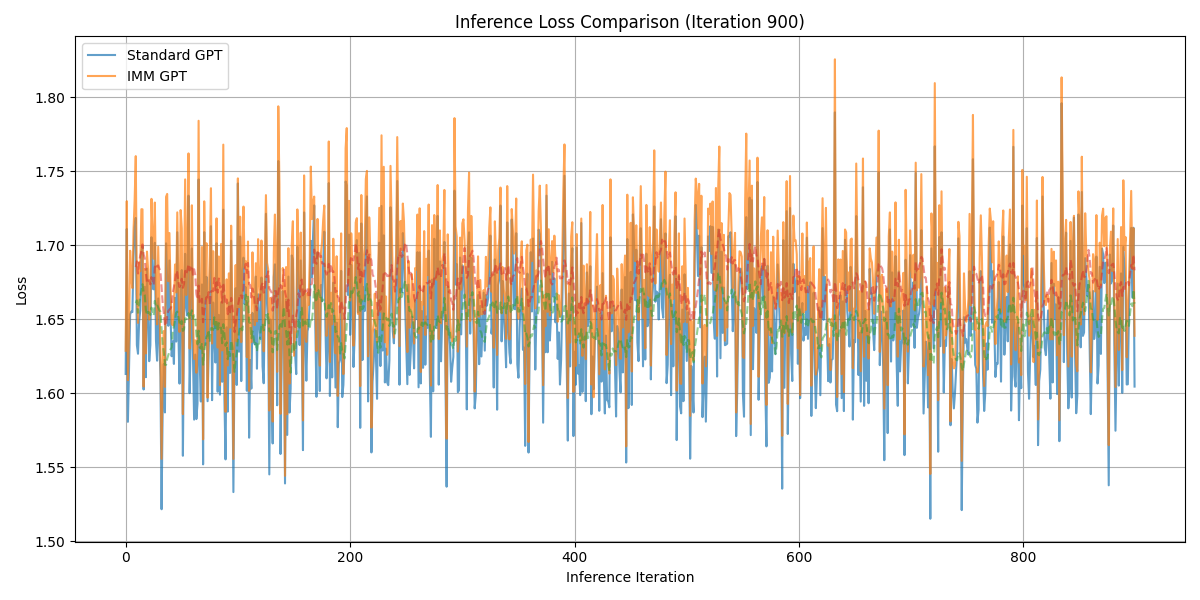 Inference Loss Comparison (Iteration 900)
Standard GPT
IMM GPT
Loss
1.80
1.75
1.70
1.65
1.60
1.55
1.50
0 200 400 600 800
Inference Iteration